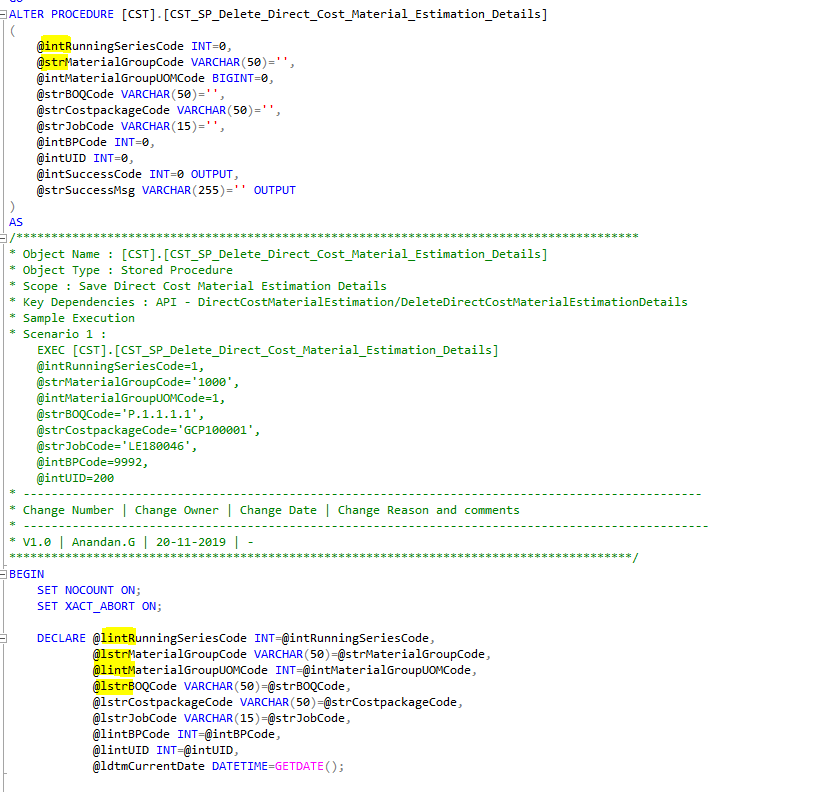 ALTER PROCEDURE [CST].[CST_SP_Delete_Direct_Cost_Material_Estimation_Details]
(
@intRunningSeriesCode INT=0,
@strMaterialGroupCode VARCHAR(50)='',
@intMaterialGroupUOMCode BIGINT=0,
@strBOQCode VARCHAR(50)='',
@strCostpackageCode VARCHAR(50)='',
@strJobCode VARCHAR(15)='',
@intBPCode INT=0,
@intUID INT=0,
@intSuccessCode INT=0 OUTPUT,
@strSuccessMsg VARCHAR(255)='' OUTPUT
)
AS
/*****************************************************************************************
* Object Name : [CST].[CST_SP_Delete_Direct_Cost_Material_Estimation_Details]
* Object Type : Stored Procedure
* Scope : Save Direct Cost Material Estimation Details
* Key Dependencies : API - DirectCostMaterialEstimation/DeleteDirectCostMaterialEstimationDetails
* Sample Execution
* Scenario 1 :
EXEC [CST].[CST_SP_Delete_Direct_Cost_Material_Estimation_Details]
@intRunningSeriesCode=1,
@strMaterialGroupCode='1000',
@intMaterialGroupUOMCode=1,
@strBOQCode='P.1.1.1.1',
@strCostpackageCode='GCP100001',
@strJobCode='LE180046',
@intBPCode=9992,
@intUID=200
* -------------------------------------------------------------------------------------------------
* Change Number | Change Owner | Change Date | Change Reason and comments
* --------------------------------------------------------------------------------------------------
* V1.0 | Anandan.G | 20-11-2019 | -
*****************************************************************************************/
BEGIN
SET NOCOUNT ON;
SET XACT_ABORT ON;
DECLARE @lintRunningSeriesCode INT=@intRunningSeriesCode,
@lstrMaterialGroupCode VARCHAR(50)=@strMaterialGroupCode,
@lintMaterialGroupUOMCode INT=@intMaterialGroupUOMCode,
@lstrBOQCode VARCHAR(50)=@strBOQCode,
@lstrCostpackageCode VARCHAR(50)=@strCostpackageCode,
@lstrJobCode VARCHAR(15)=@strJobCode,
@lintBPCode INT=@intBPCode,
@lintUID INT=@intUID,
@ldtmCurrentDate DATETIME=GETDATE();